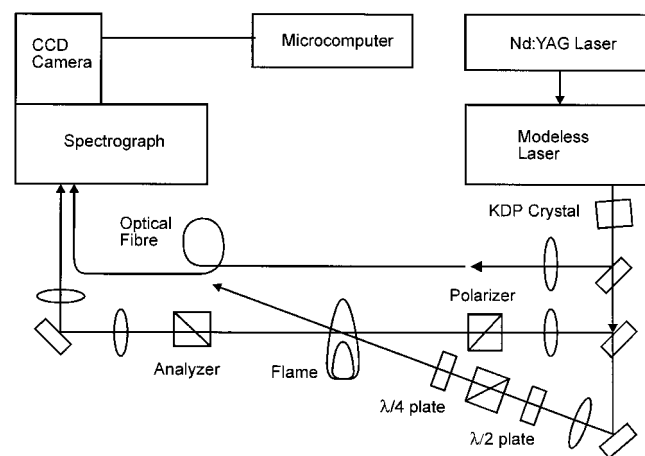 CCD
Camera
Microcomputer
Nd:YAG Laser
Spectrograph
Modeless
Laser
KDP Crystal
Optical
Fibre
Polarizer
Analyzer
Flame
λ/4 plate
λ/2 plate